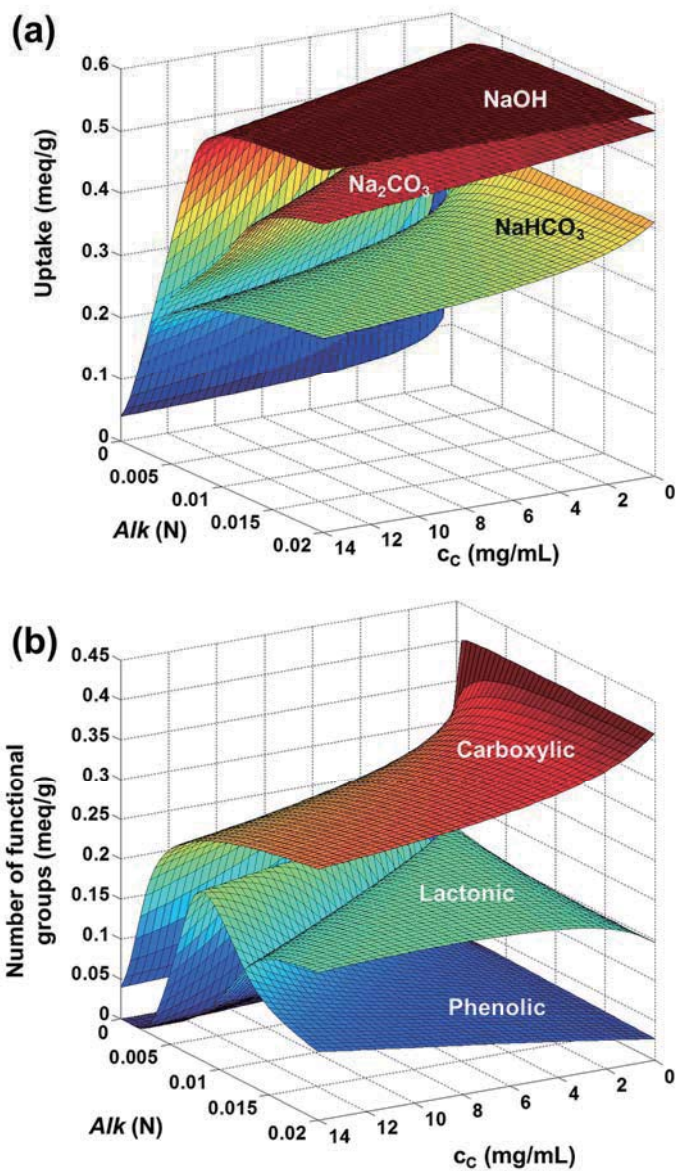 (a)
0.6
0.5
0.4
0.3
0.2
0.1
0
Uptake (meq/g)
NaOH
Na₂CO₃
NaHCO₃
0
0.005
0.01
0.015
0.02
Alk (N)
14 12 10 8 6 4 2 0
c_C (mg/mL)
(b)
0.45
0.4
0.35
0.3
0.25
0.2
0.15
0.1
0.05
0
Number of functional
groups (meq/g)
Carboxylic
Lactonic
Phenolic
0
0.005
0.01
0.015
0.02
Alk (N)
14 12 10 8 6 4 2 0
c_C (mg/mL)